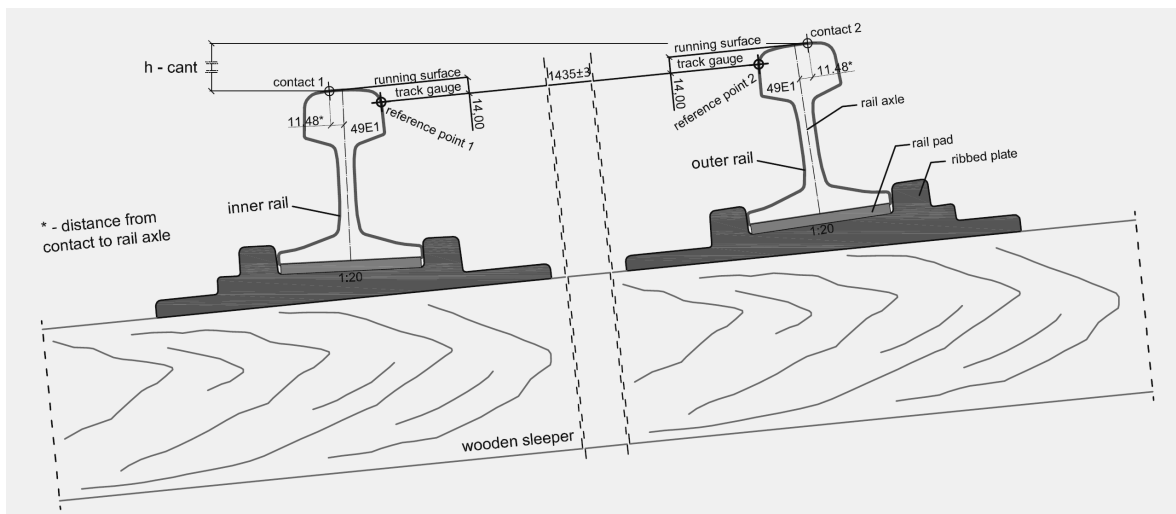 contact 2
running surface
track gauge
1435±3
h - cant
contact 1
running surface
track gauge
14.00
14.00
reference point 2
49E1
11.48*
11.48*
49E1
reference point 1
rail axle
rail pad
ribbed plate
outer rail
inner rail
* - distance from
contact to rail axle
1:20
1:20
wooden sleeper